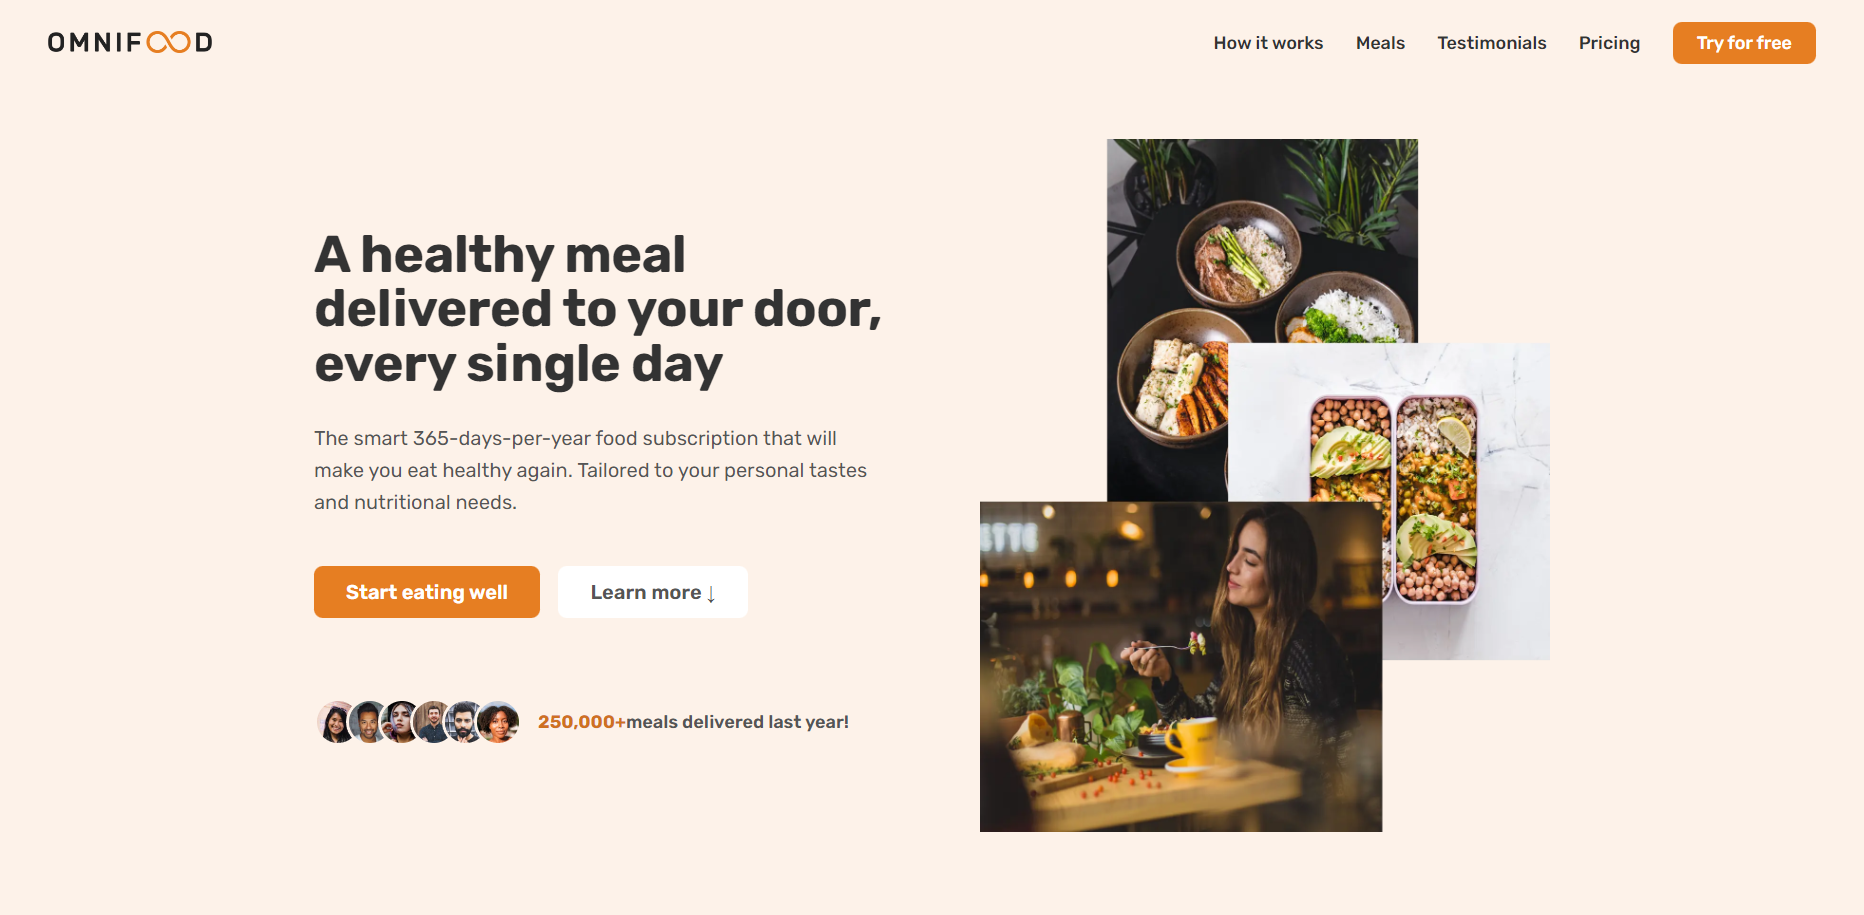 OMNIFOOD
How it works
Meals
Testimonials
Pricing
Try for free
A healthy meal
delivered to your door,
every single day
The smart 365-days-per-year food subscription that will
make you eat healthy again. Tailored to your personal tastes
and nutritional needs.
Start eating well
Learn more ↓
250,000+meals delivered last year!